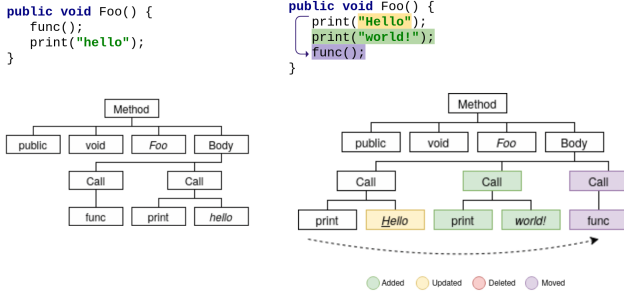 public void Foo() {
func();
print("hello");
}
public void Foo() {
print("Hello");
print("world!");
func();
}
Method
public void Foo Body
Call Call
func print hello
Method
public void Foo Body
Call Call Call
print Hello print world! func
Added Updated Deleted Moved